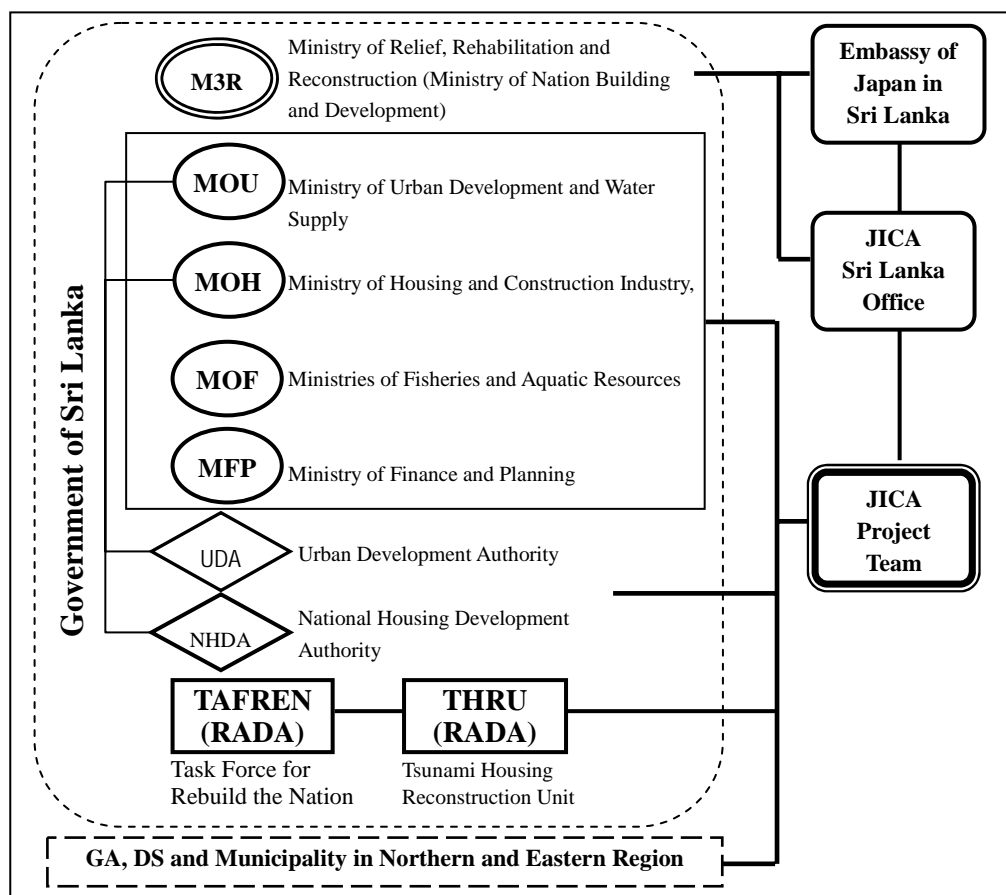 Government of Sri Lanka
M3R
Ministry of Relief, Rehabilitation and
Reconstruction (Ministry of Nation Building
and Development)
MOU
Ministry of Urban Development and Water
Supply
MOH
Ministry of Housing and Construction Industry,
MOF
Ministries of Fisheries and Aquatic Resources
MFP
Ministry of Finance and Planning
UDA
Urban Development Authority
NHDA
National Housing Development
Authority
TAFREN
(RADA)
Task Force for
Rebuild the Nation
THRU
(RADA)
Tsunami Housing
Reconstruction Unit
GA, DS and Municipality in Northern and Eastern Region
Embassy of
Japan in
Sri Lanka
JICA
Sri Lanka
Office
JICA
Project
Team